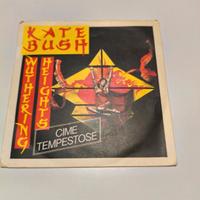 KATE
BUSH
WUTHERING
HEIGHTS
CIME
TEMPESTOSE